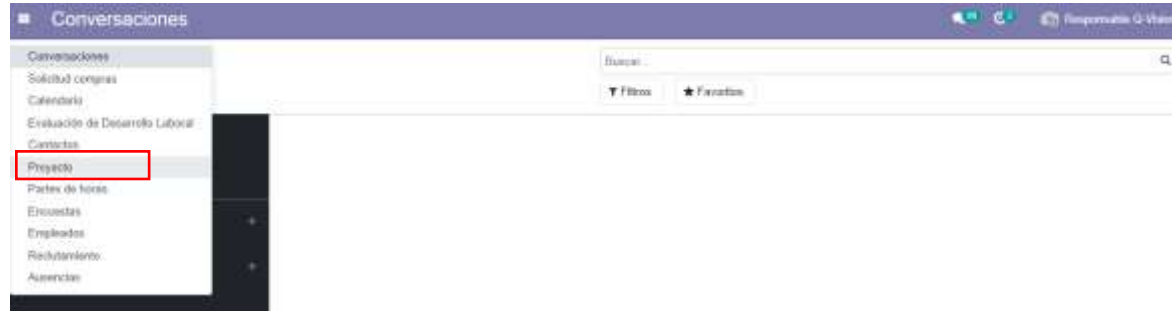 Conversaciones
Responsable Q-Vision
Conversaciones
Solicitud compras
Calendario
Evaluación de Desarrollo Laboral
Contactos
Proyecto
Partes de horas
Encuestas
Empleados
Reclutamiento
Ausencias
Buscar...
Filtros
Favoritos